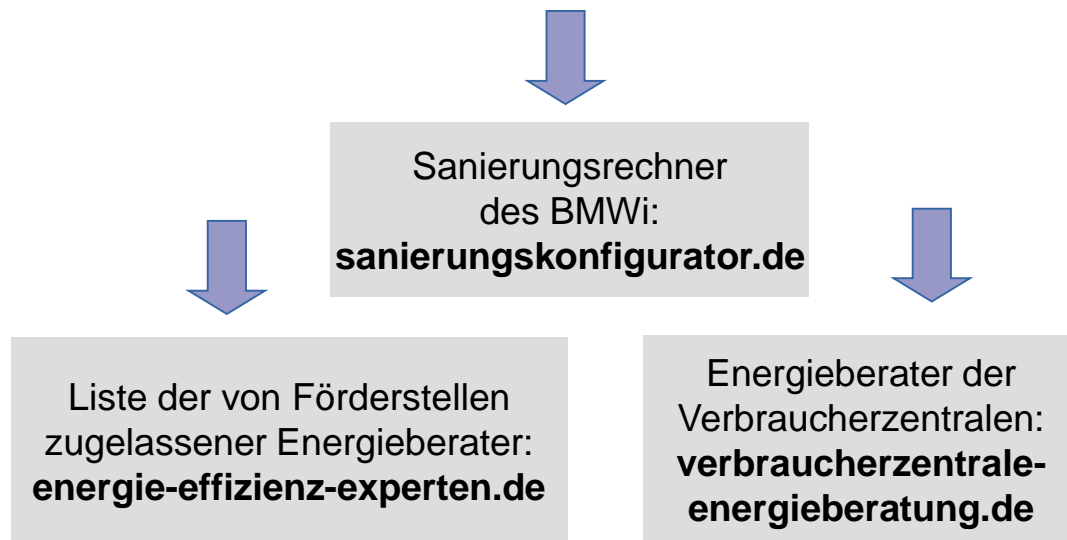 Sanierungsrechner
des BMWi:
sanierungskonfigurator.de
Liste der von Förderstellen
zugelassener Energieberater:
energie-effizienz-experten.de
Energieberater der
Verbraucherzentralen:
verbraucherzentrale-
energieberatung.de